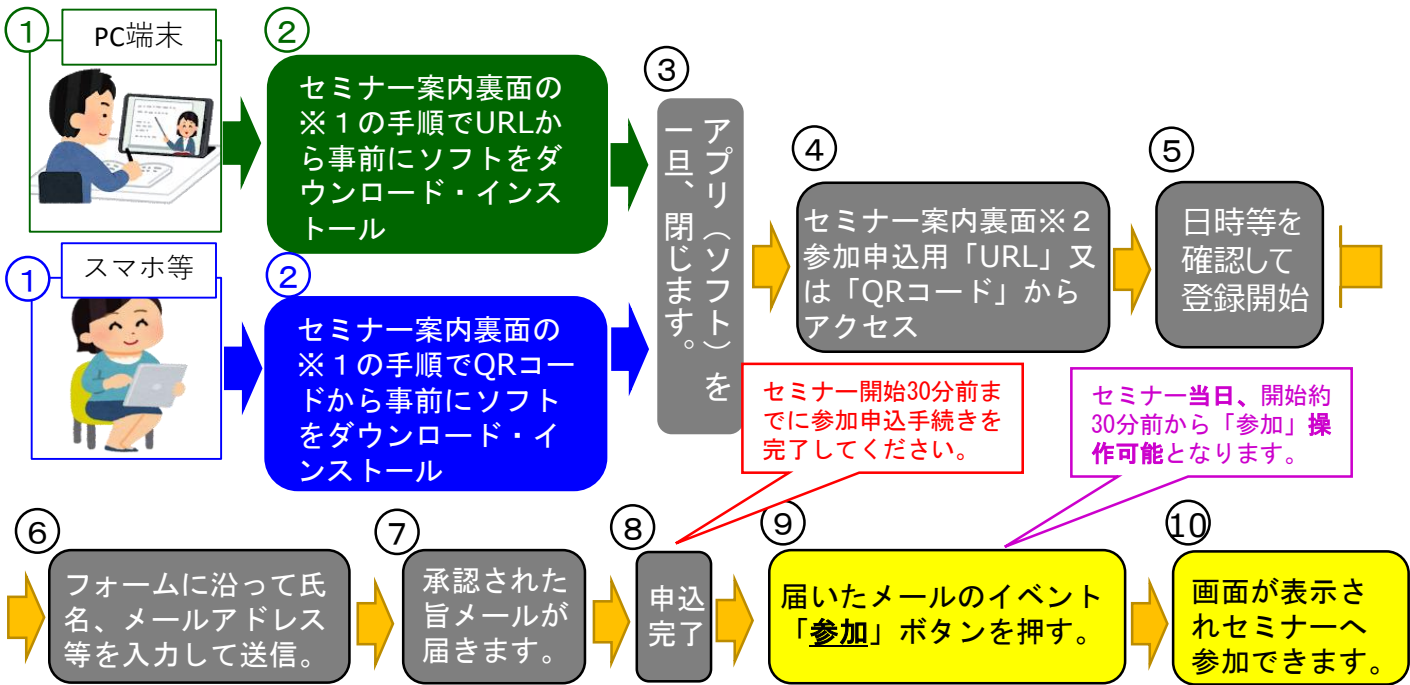 ①
PC端末
②
セミナー案内裏面の
※１の手順でURLか
ら事前にソフトをダ
ウンロード・インス
トール
①
スマホ等
②
セミナー案内裏面の
※１の手順でQRコー
ドから事前にソフト
をダウンロード・イ
ンストール
③
アプリ（ソフト）を
一旦、閉じます。
④
セミナー案内裏面※２
参加申込用「URL」又
は「QRコード」から
アクセス
⑤
日時等を
確認して
登録開始
セミナー開始30分前ま
でに参加申込手続きを
完了してください。
セミナー当日、開始約
30分前から「参加」操
作可能となります。
⑥
フォームに沿って氏
名、メールアドレス
等を入力して送信。
⑦
承認された
旨メールが
届きます。
⑧
申込
完了
⑨
届いたメールのイベント
「参加」ボタンを押す。
⑩
画面が表示さ
れセミナーへ
参加できます。